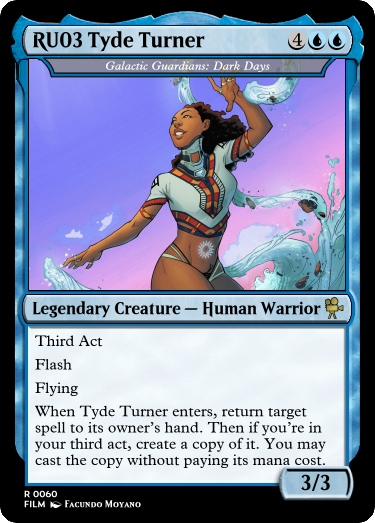 RU03 Tyde Turner 4
Galactic Guardians: Dark Days
Legendary Creature — Human Warrior
Third Act
Flash
Flying
When Tyde Turner enters, return target
spell to its owner's hand. Then if you're in
your third act, create a copy of it. You may
cast the copy without paying its mana cost.
3/3
R 0060
FILM Facundo Moyano